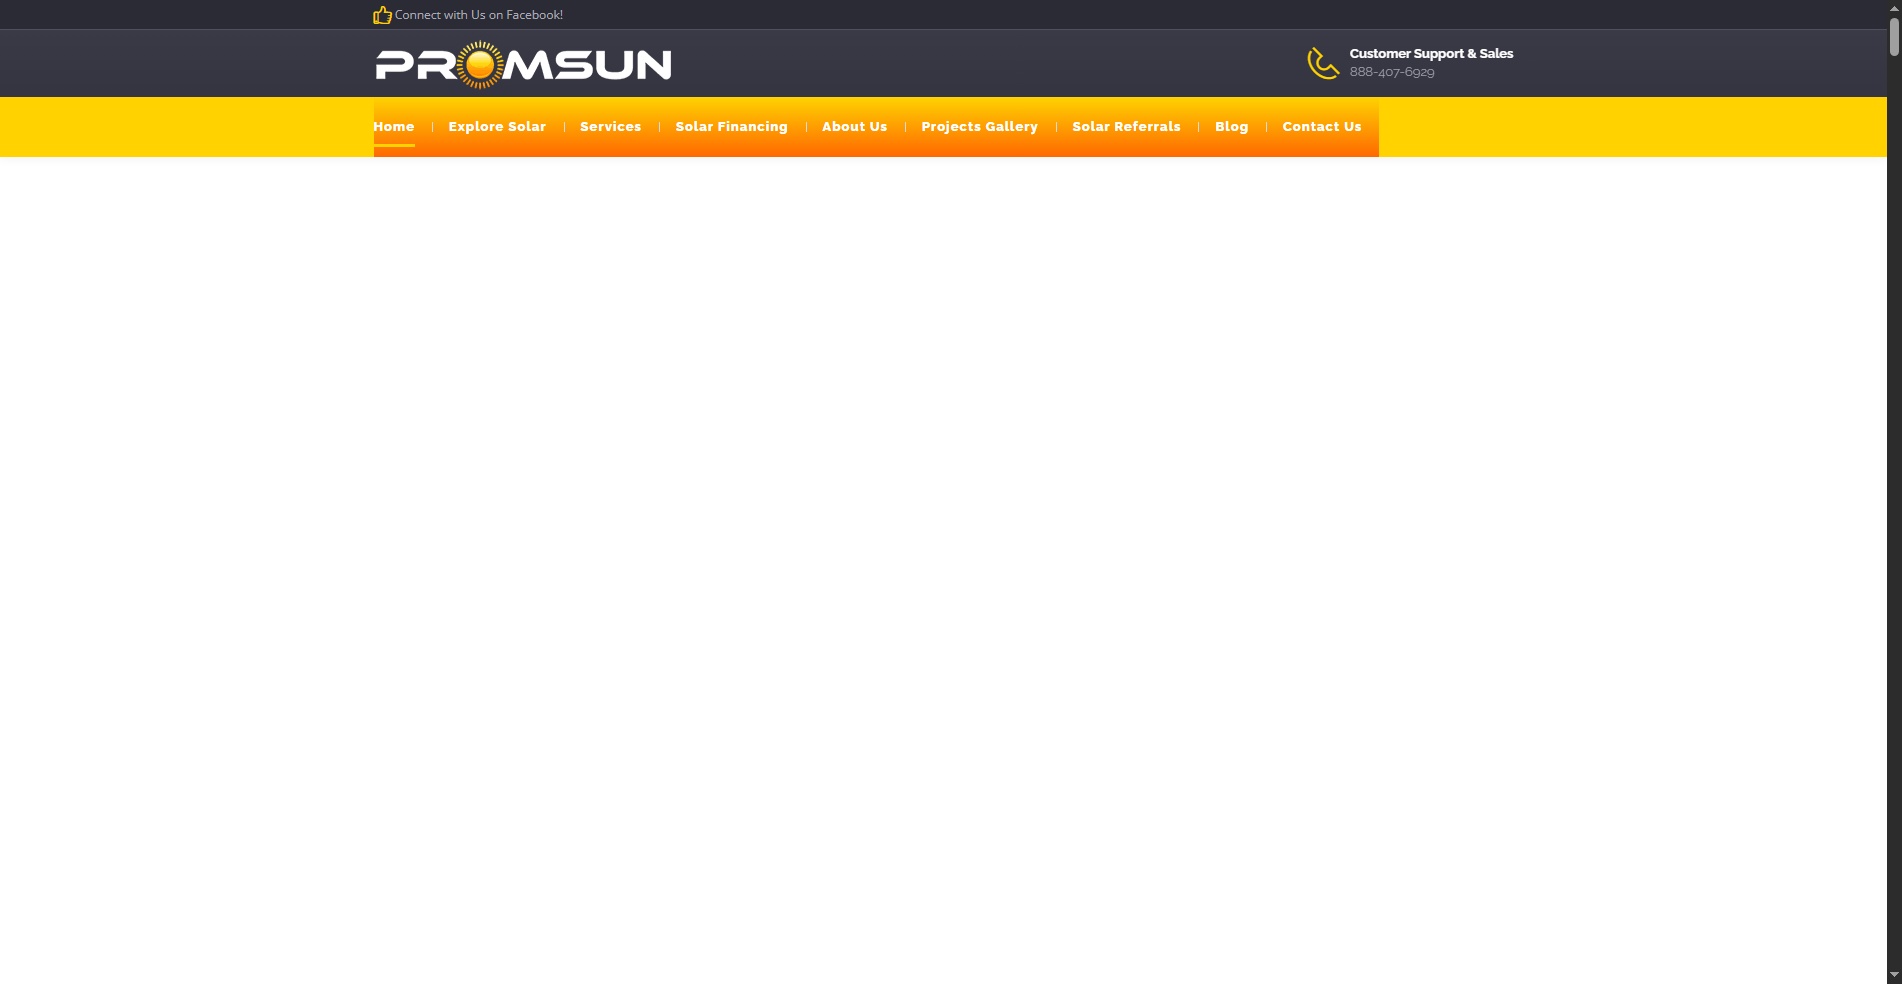 Connect with Us on Facebook!
PROMSUN
Customer Support & Sales
888-407-6929
Home
Explore Solar
Services
Solar Financing
About Us
Projects Gallery
Solar Referrals
Blog
Contact Us